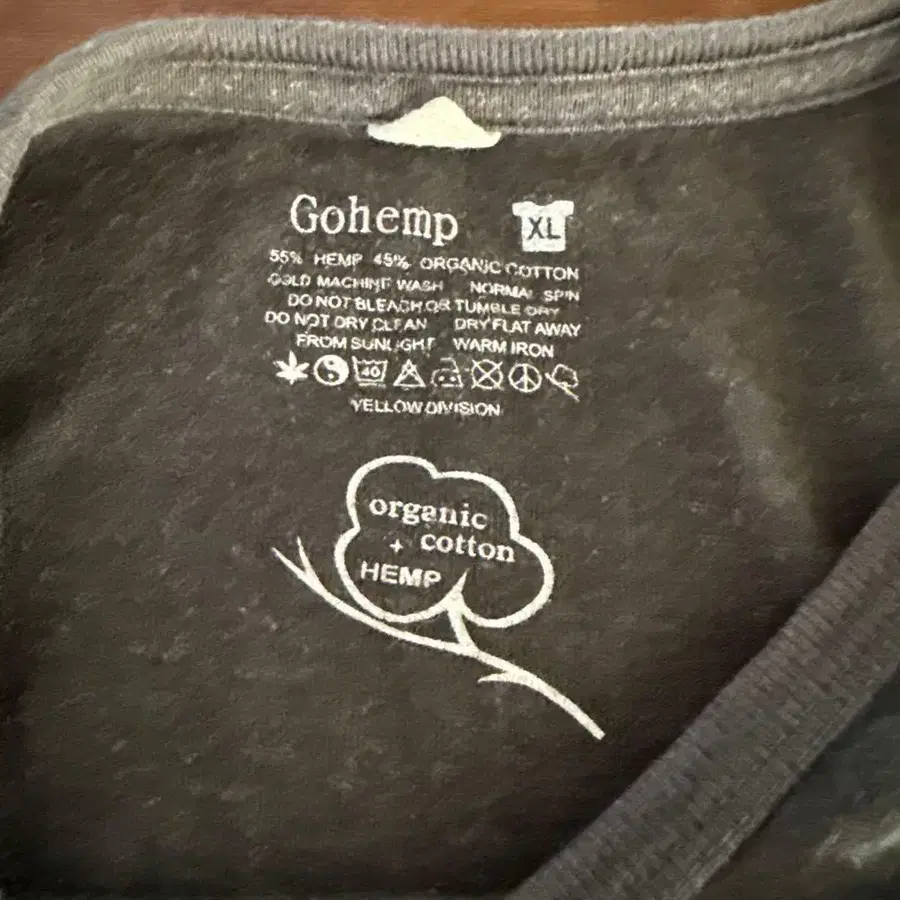 Gohemp XL
55% HEMP 45% ORGANIC COTTON
COLD MACHINE WASH NORMAL SPIN
DO NOT BLEACH OR TUMBLE DRY
DO NOT DRY CLEAN DRY FLAT AWAY
FROM SUNLIGHT WARM IRON
40
YELLOW DIVISION
organic
+ cotton
HEMP